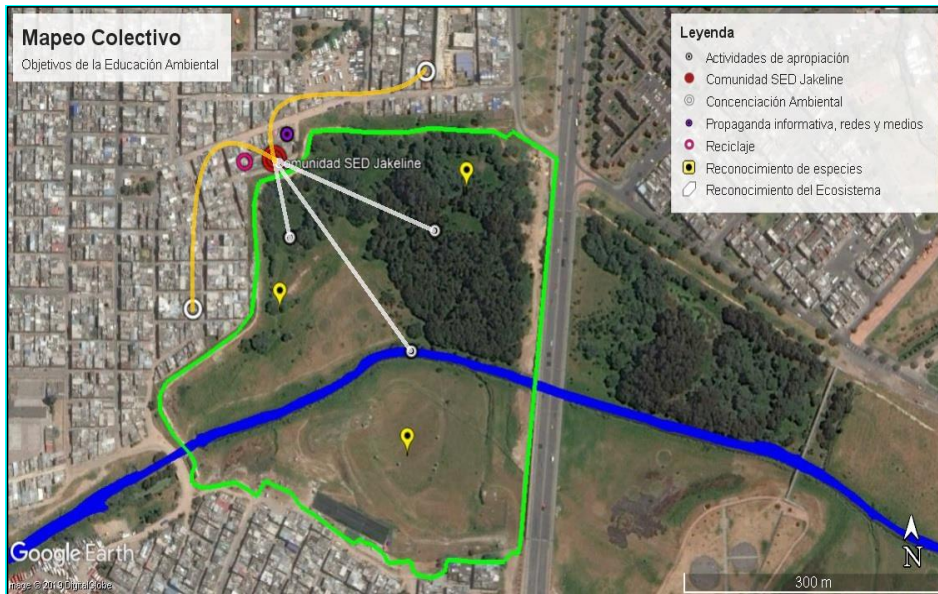 Mapeo Colectivo
Objetivos de la Educación Ambiental
Leyenda
Actividades de apropiación
Comunidad SED Jakeline
Concenciación Ambiental
Propaganda informativa, redes y medios
Reciclaje
Reconocimiento de especies
Reconocimiento del Ecosistema
Comunidad SED Jakeline
Google Earth
Image © 2019 DigitalGlobe
N
300 m